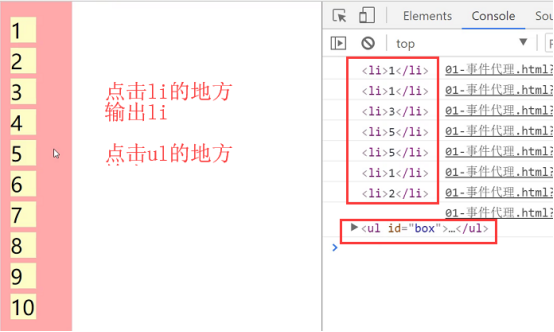 Elements Console Sou
top
1
2
3
4
5
6
7
8
9
10
点击li的地方
输出li
点击ul的地方
<li>1</li> 01-事件代理.html?
<li>1</li> 01-事件代理.html?
<li>3</li> 01-事件代理.html?
<li>5</li> 01-事件代理.html?
<li>5</li> 01-事件代理.html?
<li>1</li> 01-事件代理.html?
<li>2</li> 01-事件代理.html?
01-事件代理.html?
▶<ul id="box">…</ul>
>